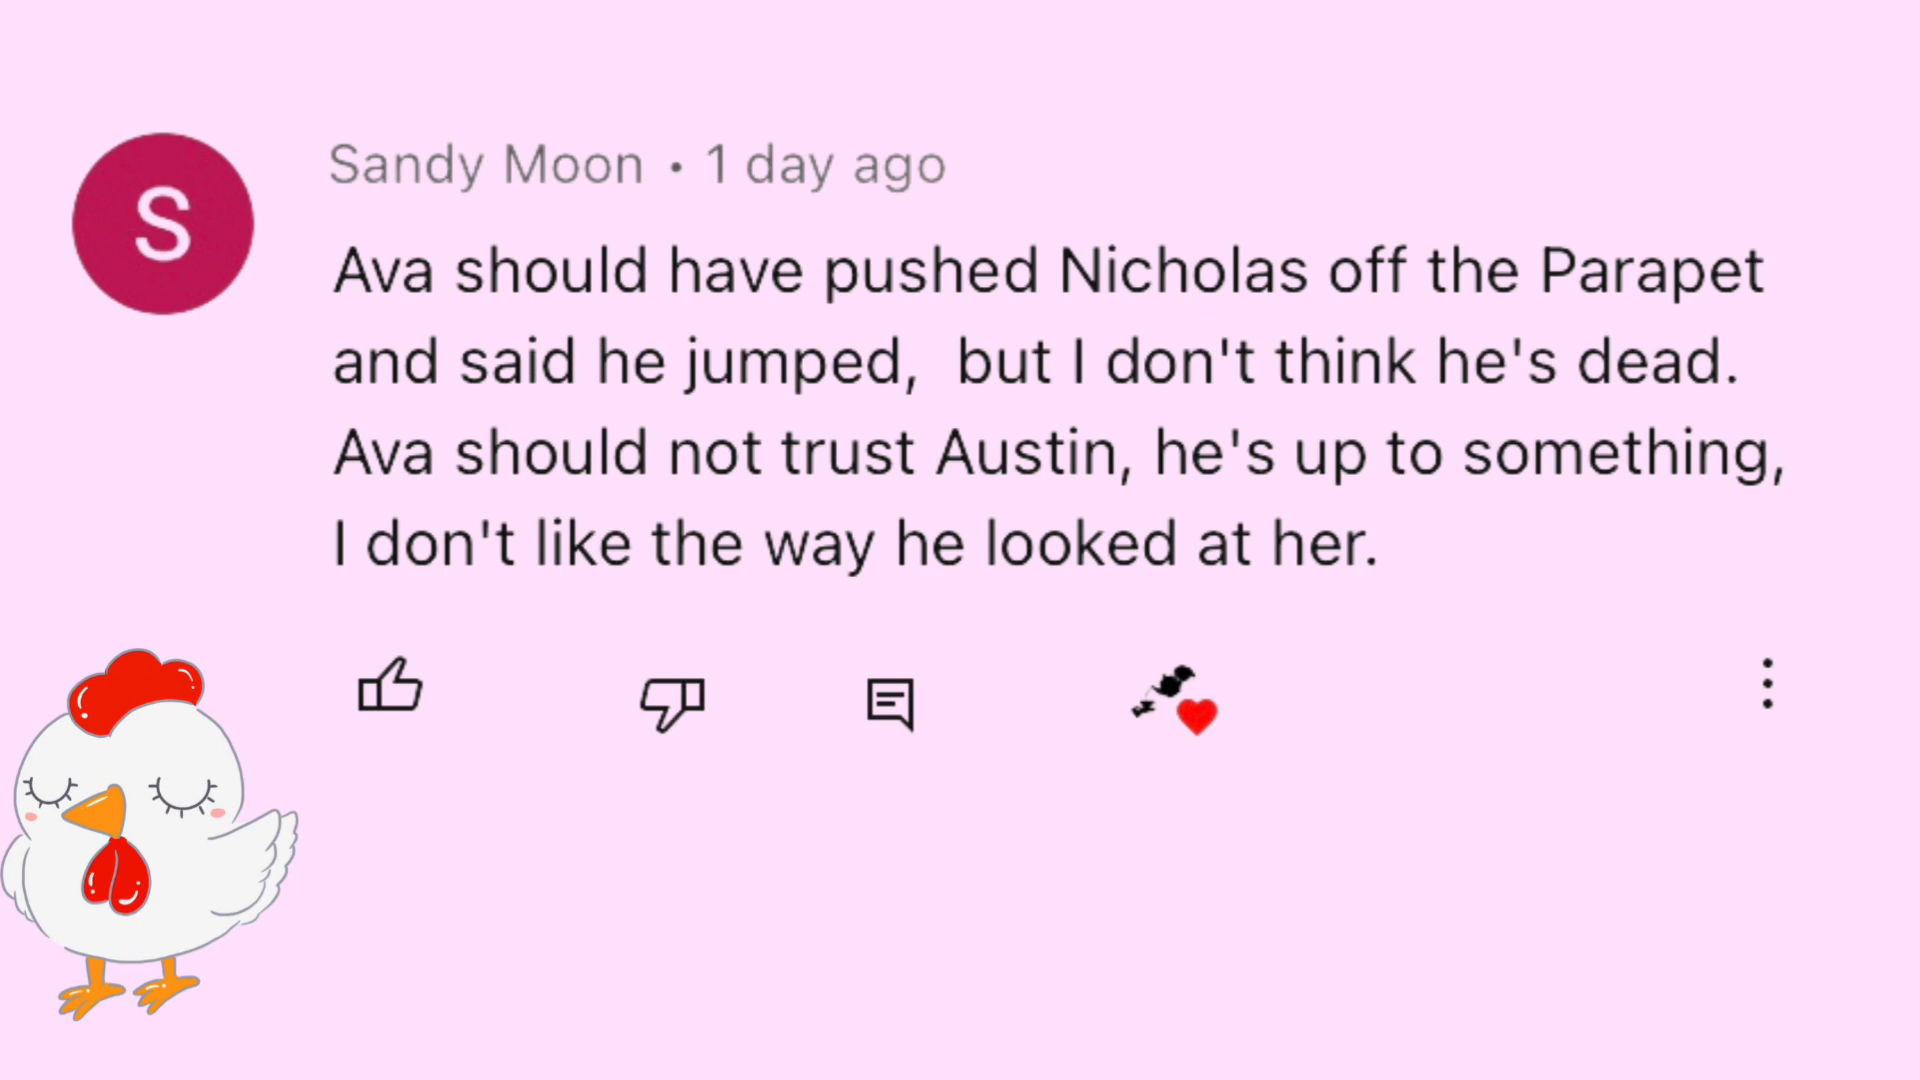 S
Sandy Moon • 1 day ago
Ava should have pushed Nicholas off the Parapet
and said he jumped,  but I don't think he's dead.
Ava should not trust Austin, he's up to something,
I don't like the way he looked at her.